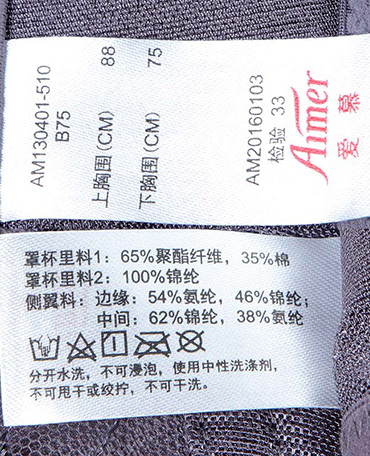 AM130401-510
B75
上胸围(CM) 88
下胸围(CM) 75
AM20160103
检验 33
Aimer
爱慕
罩杯里料1：65%聚酯纤维，35%棉
罩杯里料2：100%锦纶
侧翼料：边缘：54%氨纶，46%锦纶；
中间：62%锦纶，38%氨纶
分开水洗，不可浸泡，使用中性洗涤剂，
不可甩干或绞拧，不可干洗。